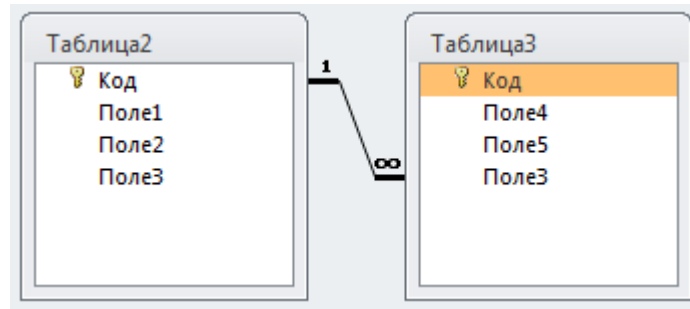 Таблица2
Код
Поле1
Поле2
Поле3
1
∞
Таблица3
Код
Поле4
Поле5
Поле3